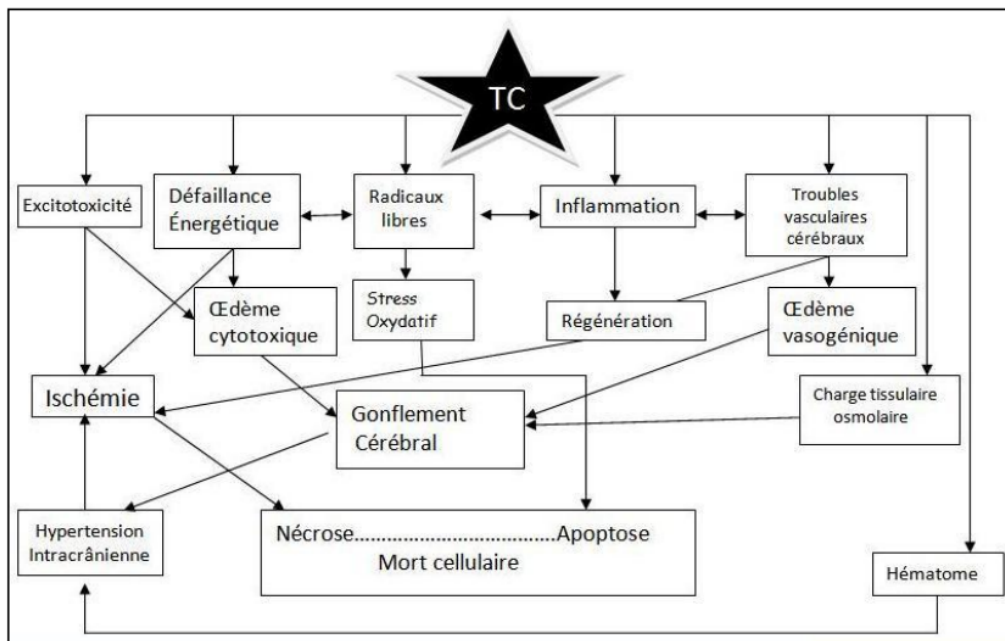 TC
Excitotoxicité
Défaillance
Énergétique
Radicaux
libres
Inflammation
Troubles
vasculaires
cérébraux
Œdème
cytotoxique
Stress
Oxydatif
Régénération
Œdème
vasogénique
Ischémie
Gonflement
Cérébral
Charge tissulaire
osmolaire
Hypertension
Intracrânienne
Nécrose....................................Apoptose
Mort cellulaire
Hématome